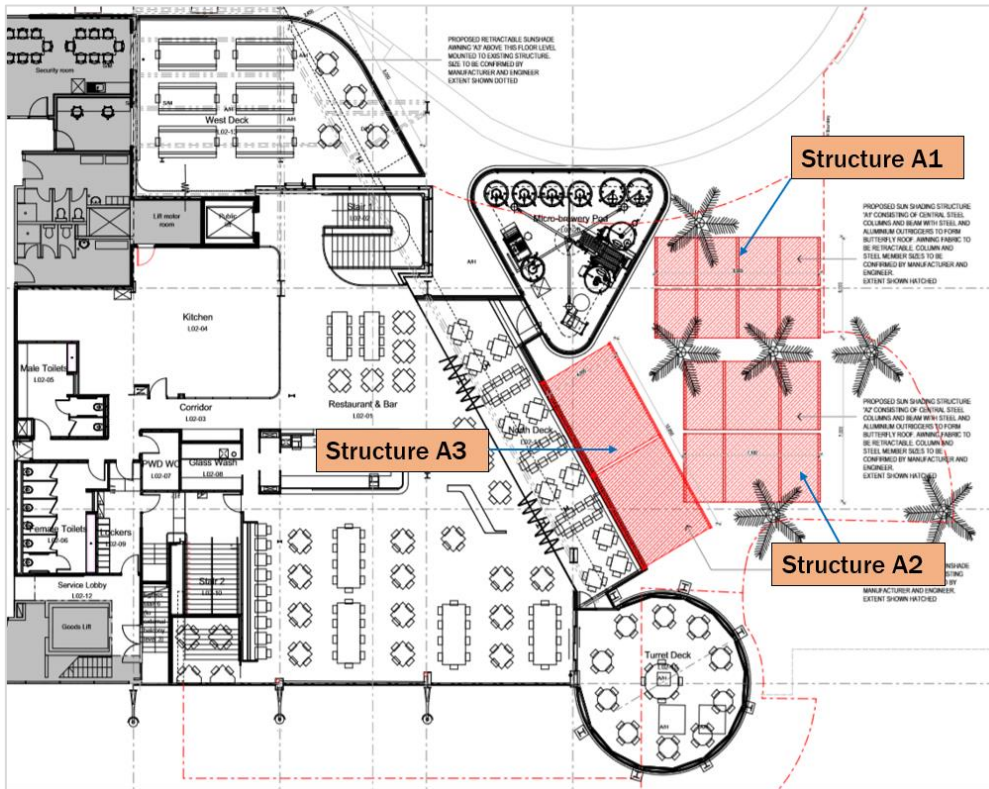 PROPOSED RETRACTABLE SUNSHADE
AWNING 'A3' ABOVE THIS FLOOR LEVEL
MOUNTED TO EXISTING STRUCTURE.
SIZE TO BE CONFIRMED BY
MANUFACTURER AND ENGINEER
EXTENT SHOWN DOTTED
Security room
West Deck
L02-13
Structure A1
Lift motor
room
Public
Stair 1
L02-02
Micro-brewery Pod
PROPOSED SUN SHADING STRUCTURE
'A1' CONSISTING OF CENTRAL STEEL
COLUMNS AND BEAM WITH STEEL AND
ALUMINIUM OUTRIGGERS TO FORM
BUTTERFLY ROOF. AWNING FABRIC TO
BE RETRACTABLE. COLUMN AND
STEEL MEMBER SIZES TO BE
CONFIRMED BY MANUFACTURER AND
ENGINEER.
EXTENT SHOWN HATCHED
Kitchen
L02-04
Male Toilets
L02-05
Corridor
L02-03
Restaurant & Bar
L02-01
North Deck
PROPOSED SUN SHADING STRUCTURE
'A2' CONSISTING OF CENTRAL STEEL
COLUMNS AND BEAM WITH STEEL AND
ALUMINIUM OUTRIGGERS TO FORM
BUTTERFLY ROOF. AWNING FABRIC TO
BE RETRACTABLE. COLUMN AND
STEEL MEMBER SIZES TO BE
CONFIRMED BY MANUFACTURER AND
ENGINEER.
EXTENT SHOWN HATCHED
Structure A3
PWD WC
L02-07
Glass Wash
L02-08
Female Toilets
L02-06
Lockers
L02-09
Stair 2
L02-10
Structure A2
SUNSHADE
MANUFACTURER AND ENGINEER
EXTENT SHOWN HATCHED
Service Lobby
L02-12
Goods Lift
Turret Deck